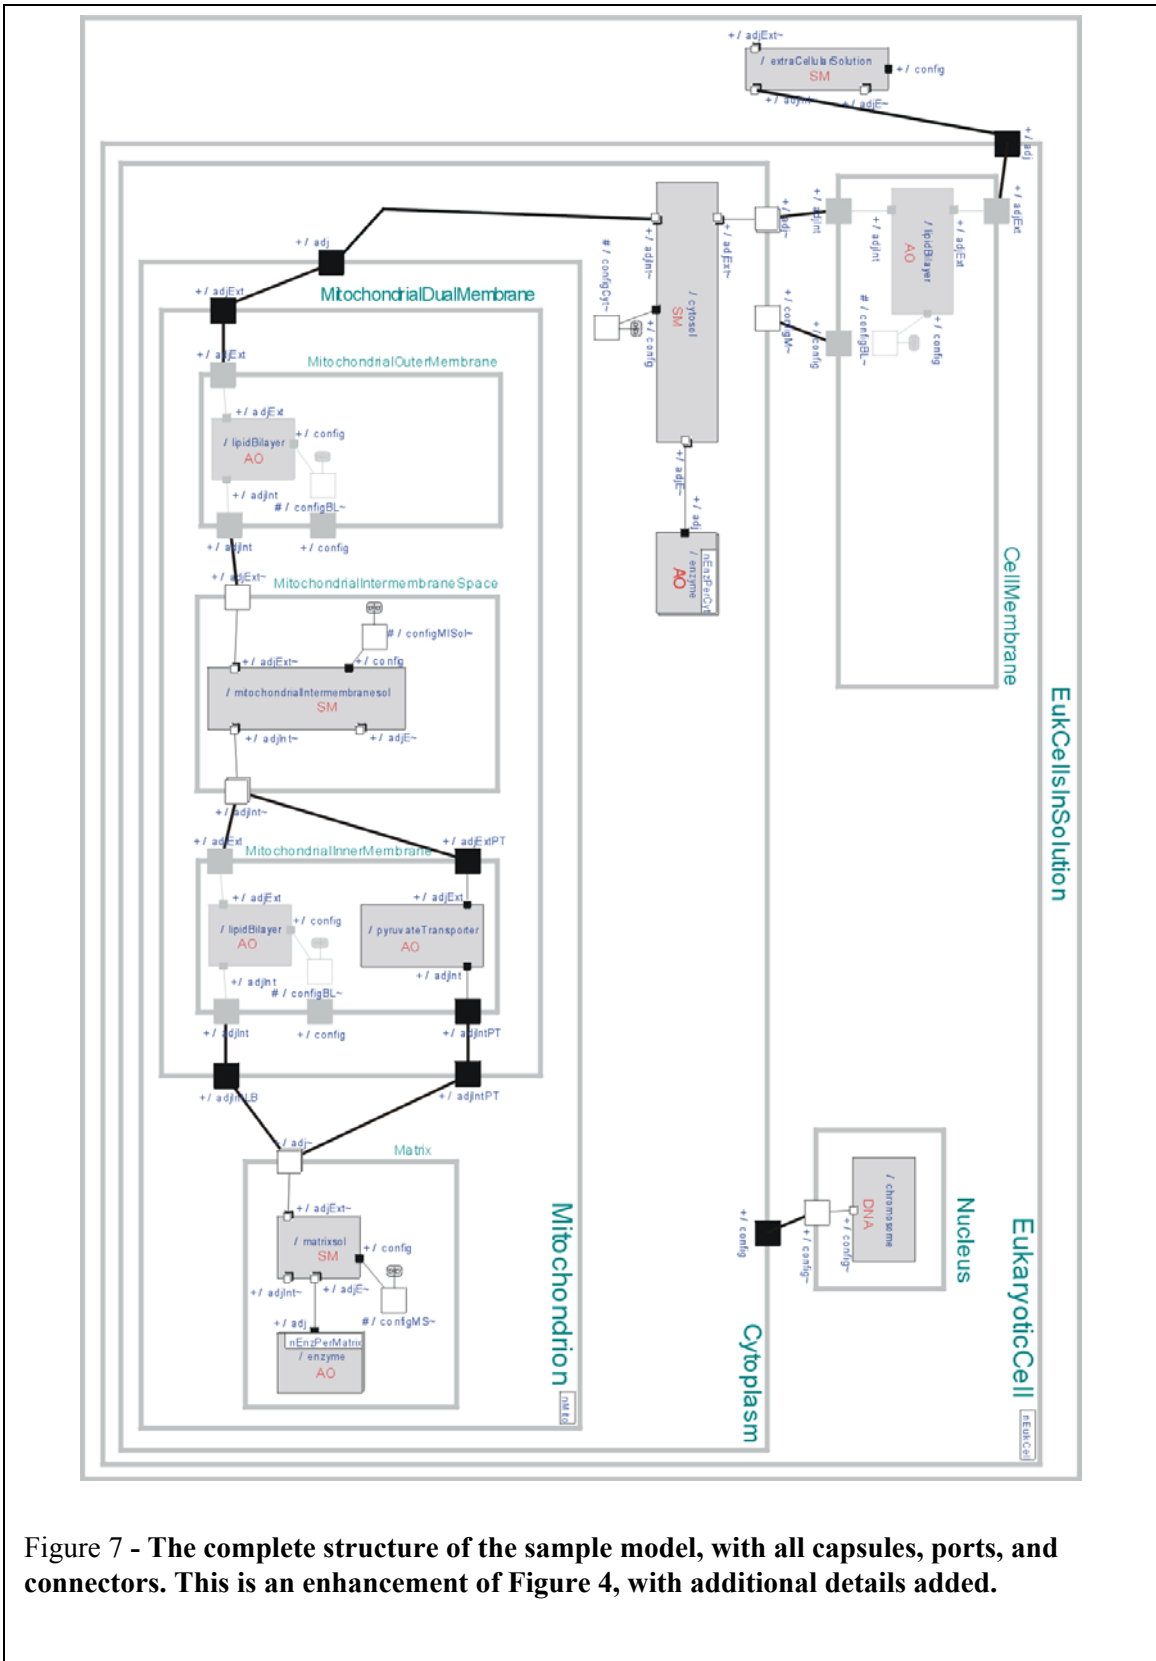 + / adjExt~
/ extraCellularSolution
SM
+ / config
+ / adjInt~
+ / adjE~
+ / adj
+ / adjExt
+ / adjInt
/ lipidBilayer
AO
+ / adjExt
+ / adjInt
+ / adj~
+ / adjExt~
# / configBL~
+ / config
+ / config
+ / configM~
CellMembrane
EukCellsInSolution
+ / adjInt~
# / configCyt~
+ / config
/ cytosol
SM
+ / adjE~
+ / adj
nEnzPerCyt
/ enzyme
AO
+ / adj
+ / adjExt
MitochondrialDualMembrane
+ / adjExt
MitochondrialOuterMembrane
+ / adjExt
/ lipidBilayer
AO
+ / config
+ / adjInt
# / configBL~
+ / adjInt
+ / config
+ / adjExt~
MitochondrialIntermembraneSpace
# / configMISol~
+ / adjExt~
+ / config
/ mitochondrialIntermembranesol
SM
+ / adjInt~
+ / adjE~
+ / adjInt~
+ / adjExt
MitochondrialInnerMembrane
+ / adjExtPT
+ / adjExt
+ / adjExt
/ lipidBilayer
AO
+ / config
/ pyruvateTransporter
AO
+ / adjInt
+ / adjInt
# / configBL~
+ / adjInt
+ / config
+ / adjIntPT
+ / adjIntLB
+ / adjIntPT
+ / adj~
Matrix
+ / adjExt~
/ matrixsol
SM
+ / config
+ / adjInt~
+ / adjE~
# / configMS~
+ / adj
nEnzPerMatrix
/ enzyme
AO
Mitochondrion
nMito
+ / config
Cytoplasm
+ / config~
+ / config~
/ chromosome
DNA
Nucleus
EukaryoticCell
nEukCell
Figure 7 - The complete structure of the sample model, with all capsules, ports, and
connectors. This is an enhancement of Figure 4, with additional details added.